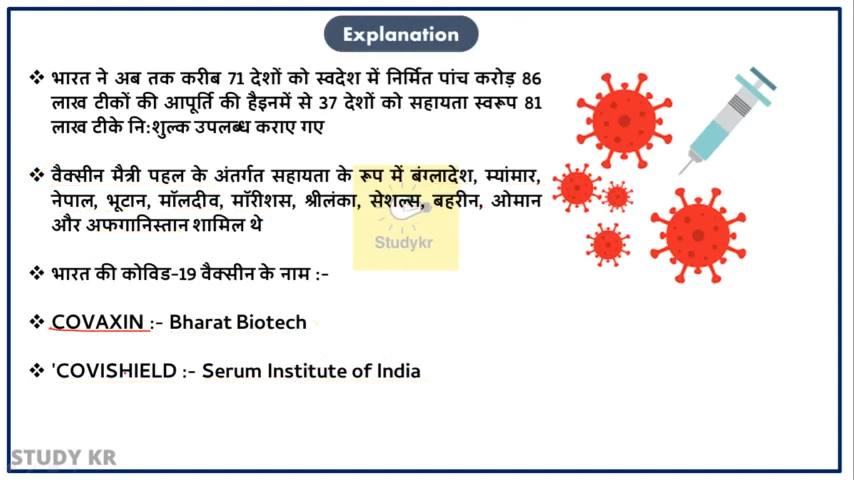 Explanation
❖ भारत ने अब तक करीब 71 देशों को स्वदेश में निर्मित पांच करोड़ 86
लाख टीकों की आपूर्ति की हैइनमें से 37 देशों को सहायता स्वरूप 81
लाख टीके नि:शुल्क उपलब्ध कराए गए
❖ वैक्सीन मैत्री पहल के अंतर्गत सहायता के रूप में बंग्लादेश, म्यांमार,
नेपाल, भूटान, मॉलदीव, मॉरीशस, श्रीलंका, सेशल्स, बहरीन, ओमान
और अफगानिस्तान शामिल थे
Studykr
❖ भारत की कोविड-19 वैक्सीन के नाम :-
❖ COVAXIN :- Bharat Biotech
❖ 'COVISHIELD :- Serum Institute of India
STUDY KR